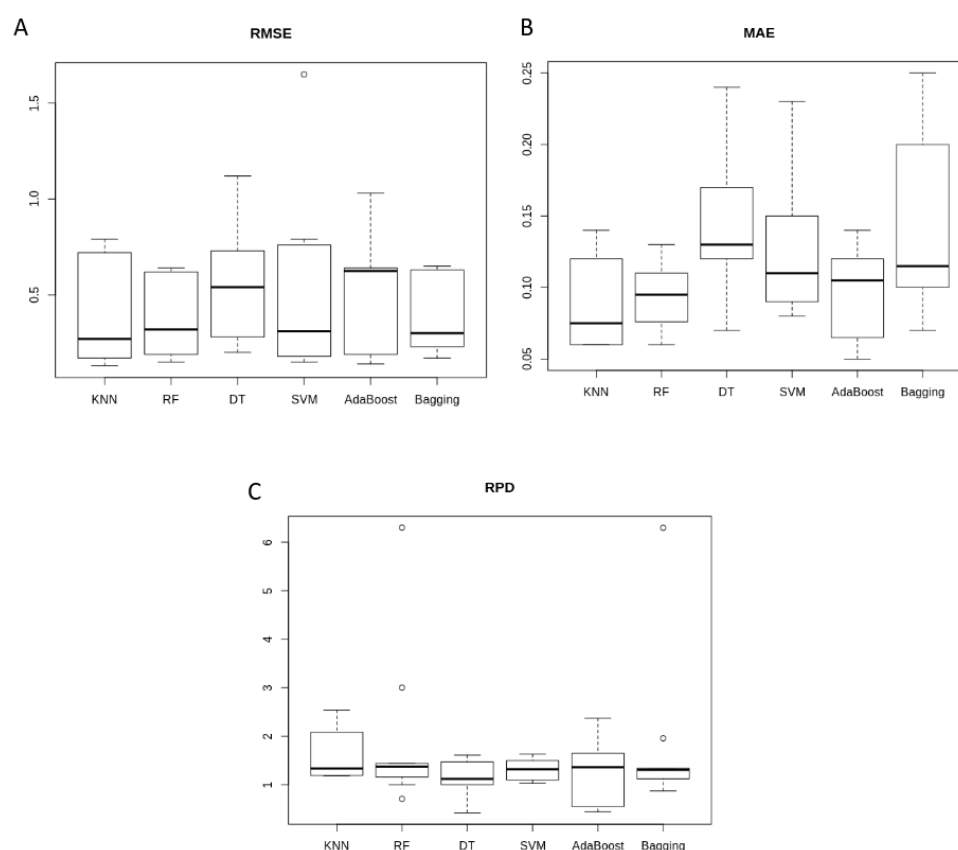 A
RMSE
1.5
1.0
0.5
KNN RF DT SVM AdaBoost Bagging
B
MAE
0.25
0.20
0.15
0.10
0.05
KNN RF DT SVM AdaBoost Bagging
C
RPD
6
5
4
3
2
1
KNN RF DT SVM AdaBoost Bagging